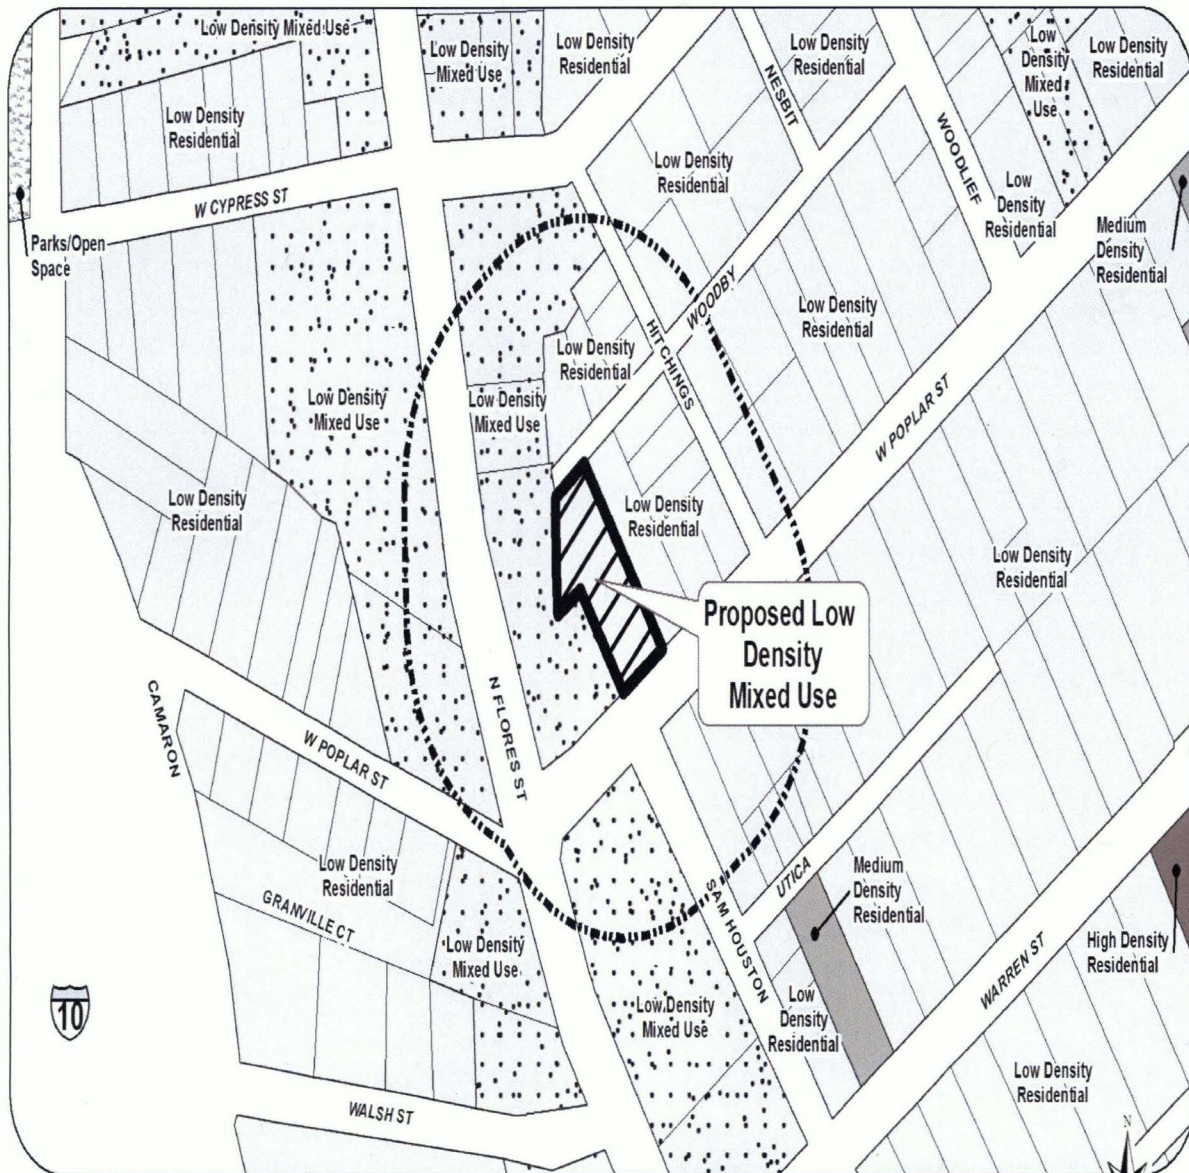 Low Density Mixed Use
Low Density
Mixed Use
Low Density
Residential
Low Density
Residential
Low
Density
Mixed
Use
Low Density
Residential
NESBIT
WOODLIEF
Low Density
Residential
Low Density
Residential
Low
Density
Residential
W CYPRESS ST
Parks/Open
Space
Medium
Density
Residential
WOODBY
Low Density
Residential
HITCHINGS
Low Density
Residential
Low Density
Mixed Use
Low Density
Mixed Use
W POPLAR ST
Low Density
Residential
Low Density
Residential
Low Density
Residential
Proposed Low
Density
Mixed Use
CAMARON
W POPLAR ST
N FLORES ST
Low Density
Residential
GRANVILLE CT
Low Density
Mixed Use
SAM HOUSTON
UTICA
Medium
Density
Residential
High Density
Residential
WARREN ST
10
Low Density
Mixed Use
Low
Density
Residential
Low Density
Residential
WALSH ST
N